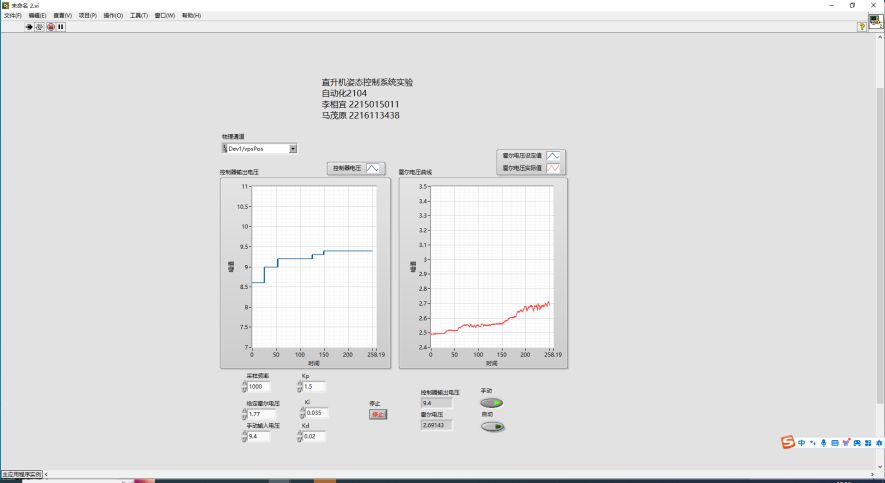 未命名 2.vi
文件(F) 编辑(E) 查看(V) 项目(P) 操作(O) 工具(T) 窗口(W) 帮助(H)
直升机姿态控制系统实验
自动化2104
李相宜 2215015011
马茂原 2216113438
物理通道
Dev1/vpsPos
控制器输出电压
控制器电压
霍尔电压曲线
霍尔电压设定值
霍尔电压实际值
11
10.5
10
9.5
9
8.5
8
7.5
7
幅值
0 50 100 150 200 258.19
时间
3.5
3.4
3.3
3.2
3.1
3
2.9
2.8
2.7
2.6
2.5
2.4
幅值
0 50 100 150 200 258.19
时间
采样频率
1000
Kp
1.5
给定霍尔电压
1.77
Ki
0.035
手动输入电压
9.4
Kd
0.02
停止
停止
控制器输出电压
9.4
霍尔电压
2.69143
手动
自动
中
主应用程序实例